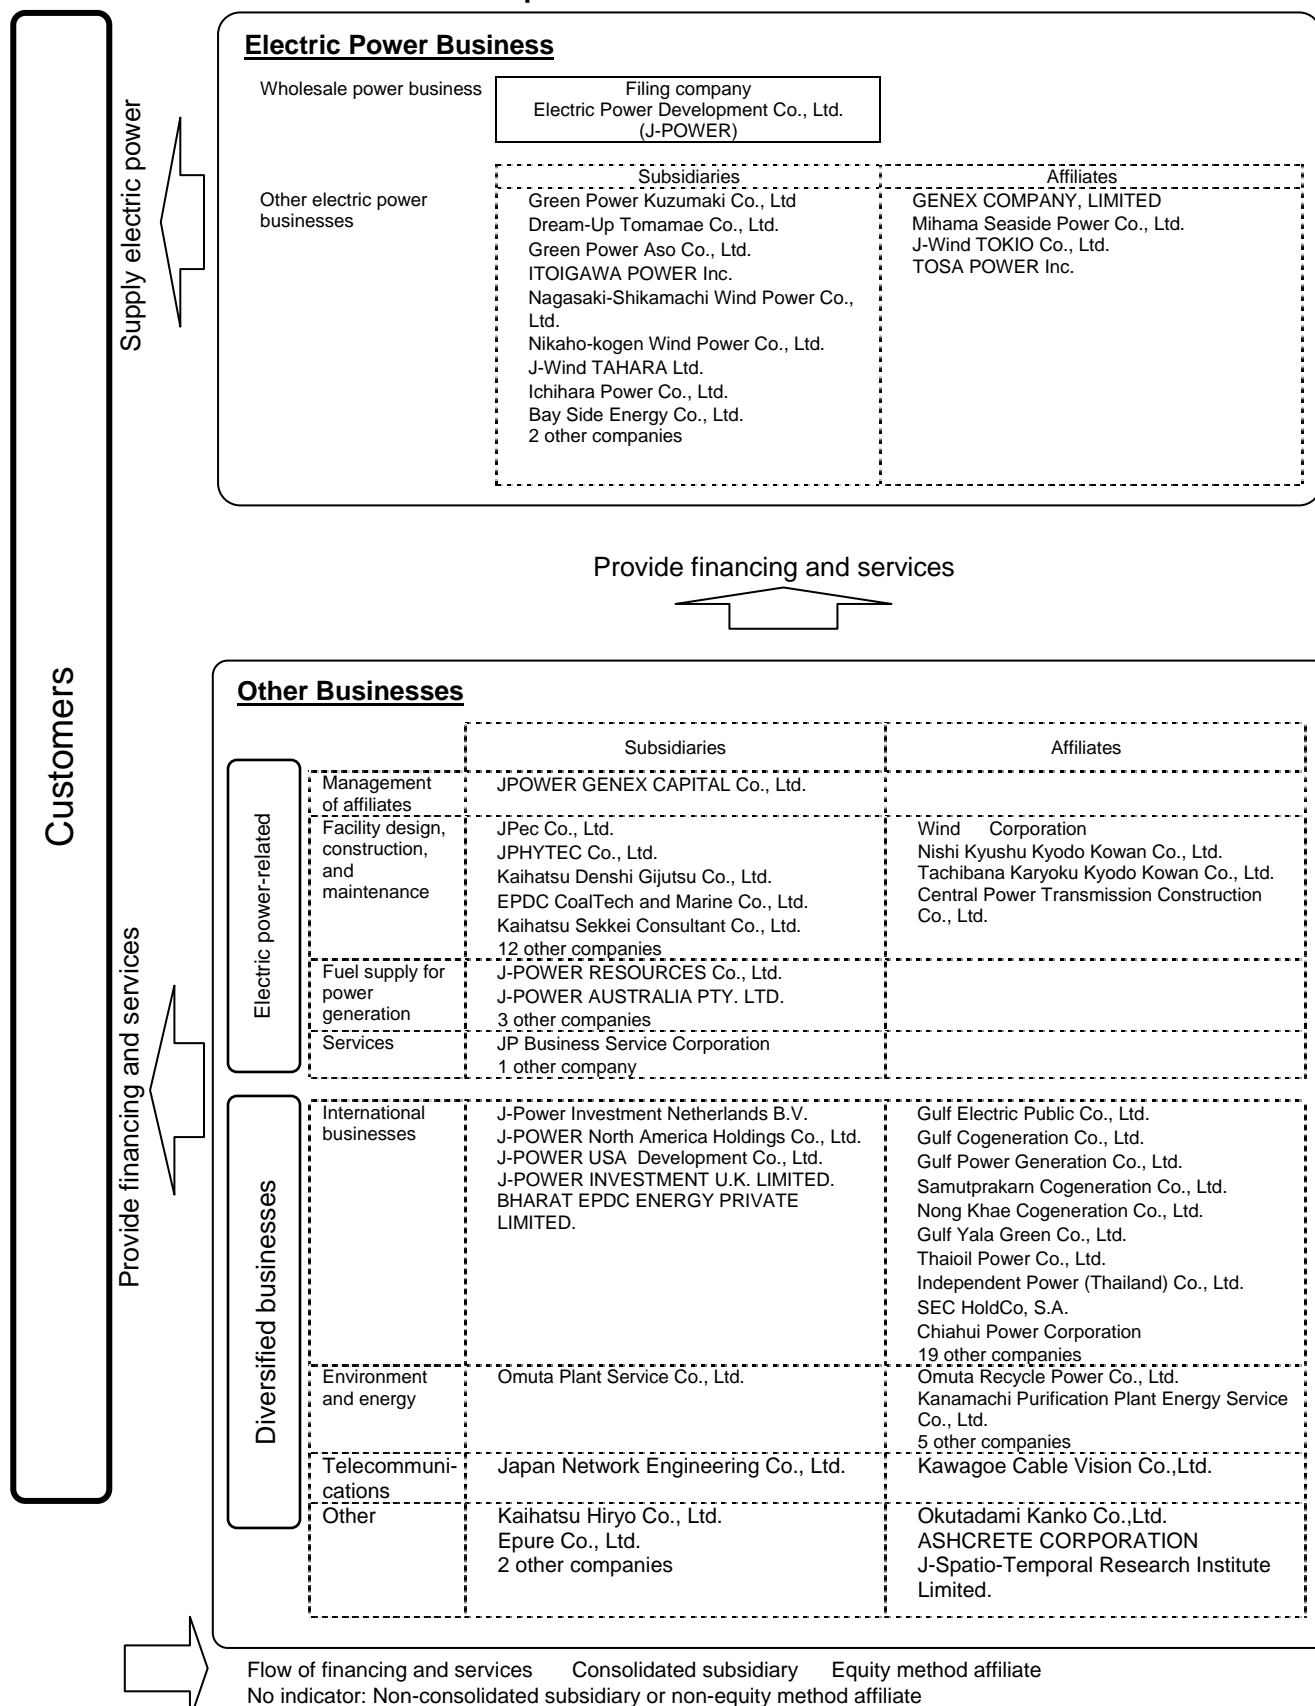 Electric Power Business
Wholesale power business
Filing company
Electric Power Development Co., Ltd.
(J-POWER)
Supply electric power
Other electric power
businesses
Subsidiaries
Green Power Kuzumaki Co., Ltd
Dream-Up Tomamae Co., Ltd.
Green Power Aso Co., Ltd.
ITOIGAWA POWER Inc.
Nagasaki-Shikamachi Wind Power Co.,
Ltd.
Nikaho-kogen Wind Power Co., Ltd.
J-Wind TAHARA Ltd.
Ichihara Power Co., Ltd.
Bay Side Energy Co., Ltd.
2 other companies
Affiliates
GENEX COMPANY, LIMITED
Mihama Seaside Power Co., Ltd.
J-Wind TOKIO Co., Ltd.
TOSA POWER Inc.
Provide financing and services
Customers
Provide financing and services
Other Businesses
Subsidiaries
Affiliates
Electric power-related
Management
of affiliates
JPOWER GENEX CAPITAL Co., Ltd.
Facility design,
construction,
and
maintenance
JPec Co., Ltd.
JPHYTEC Co., Ltd.
Kaihatsu Denshi Gijutsu Co., Ltd.
EPDC CoalTech and Marine Co., Ltd.
Kaihatsu Sekkei Consultant Co., Ltd.
12 other companies
Wind Corporation
Nishi Kyushu Kyodo Kowan Co., Ltd.
Tachibana Karyoku Kyodo Kowan Co., Ltd.
Central Power Transmission Construction
Co., Ltd.
Fuel supply for
power
generation
J-POWER RESOURCES Co., Ltd.
J-POWER AUSTRALIA PTY. LTD.
3 other companies
Services
JP Business Service Corporation
1 other company
Diversified businesses
International
businesses
J-Power Investment Netherlands B.V.
J-POWER North America Holdings Co., Ltd.
J-POWER USA Development Co., Ltd.
J-POWER INVESTMENT U.K. LIMITED.
BHARAT EPDC ENERGY PRIVATE
LIMITED.
Gulf Electric Public Co., Ltd.
Gulf Cogeneration Co., Ltd.
Gulf Power Generation Co., Ltd.
Samutprakarn Cogeneration Co., Ltd.
Nong Khae Cogeneration Co., Ltd.
Gulf Yala Green Co., Ltd.
Thaioil Power Co., Ltd.
Independent Power (Thailand) Co., Ltd.
SEC HoldCo, S.A.
Chiahui Power Corporation
19 other companies
Environment
and energy
Omuta Plant Service Co., Ltd.
Omuta Recycle Power Co., Ltd.
Kanamachi Purification Plant Energy Service
Co., Ltd.
5 other companies
Telecommuni-
cations
Japan Network Engineering Co., Ltd.
Kawagoe Cable Vision Co.,Ltd.
Other
Kaihatsu Hiryo Co., Ltd.
Epure Co., Ltd.
2 other companies
Okutadami Kanko Co.,Ltd.
ASHCRETE CORPORATION
J-Spatio-Temporal Research Institute
Limited.
Flow of financing and services Consolidated subsidiary Equity method affiliate
No indicator: Non-consolidated subsidiary or non-equity method affiliate